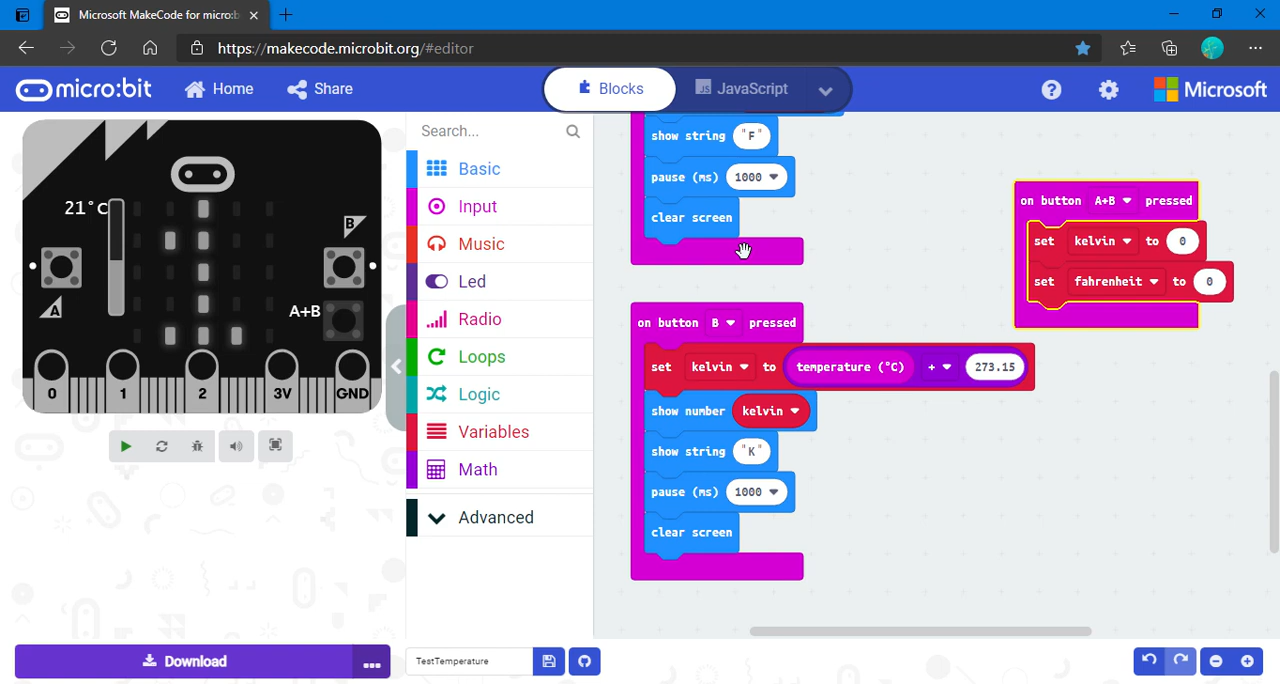 Microsoft MakeCode for micro:b
https://makecode.microbit.org/#editor
micro:bit
Home
Share
Blocks
JS
JavaScript
Microsoft
21°C
B
A
A+B
0
1
2
3V
GND
Search...
Basic
Input
Music
Led
Radio
Loops
Logic
Variables
Math
Advanced
show string "F"
pause (ms) 1000
clear screen
on button A+B pressed
set kelvin to 0
set fahrenheit to 0
on button B pressed
set kelvin to temperature (°C) + 273.15
show number kelvin
show string "K"
pause (ms) 1000
clear screen
Download
...
TestTemperature